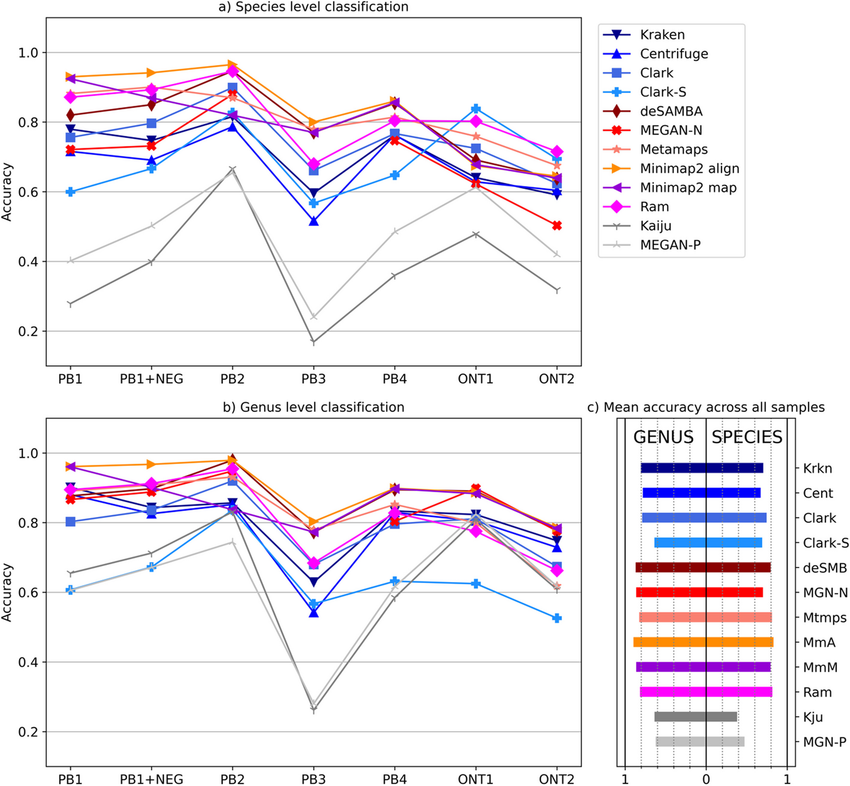 a) Species level classification
1.0
0.8
0.6
0.4
0.2
Accuracy
PB1 PB1+NEG PB2 PB3 PB4 ONT1 ONT2
Kraken
Centrifuge
Clark
Clark-S
deSAMBA
MEGAN-N
Metamaps
Minimap2 align
Minimap2 map
Ram
Kaiju
MEGAN-P
b) Genus level classification
1.0
0.8
0.6
0.4
0.2
Accuracy
PB1 PB1+NEG PB2 PB3 PB4 ONT1 ONT2
c) Mean accuracy across all samples
GENUS SPECIES
Krkn
Cent
Clark
Clark-S
deSMB
MGN-N
Mtmps
MmA
MmM
Ram
Kju
MGN-P
1 0 1